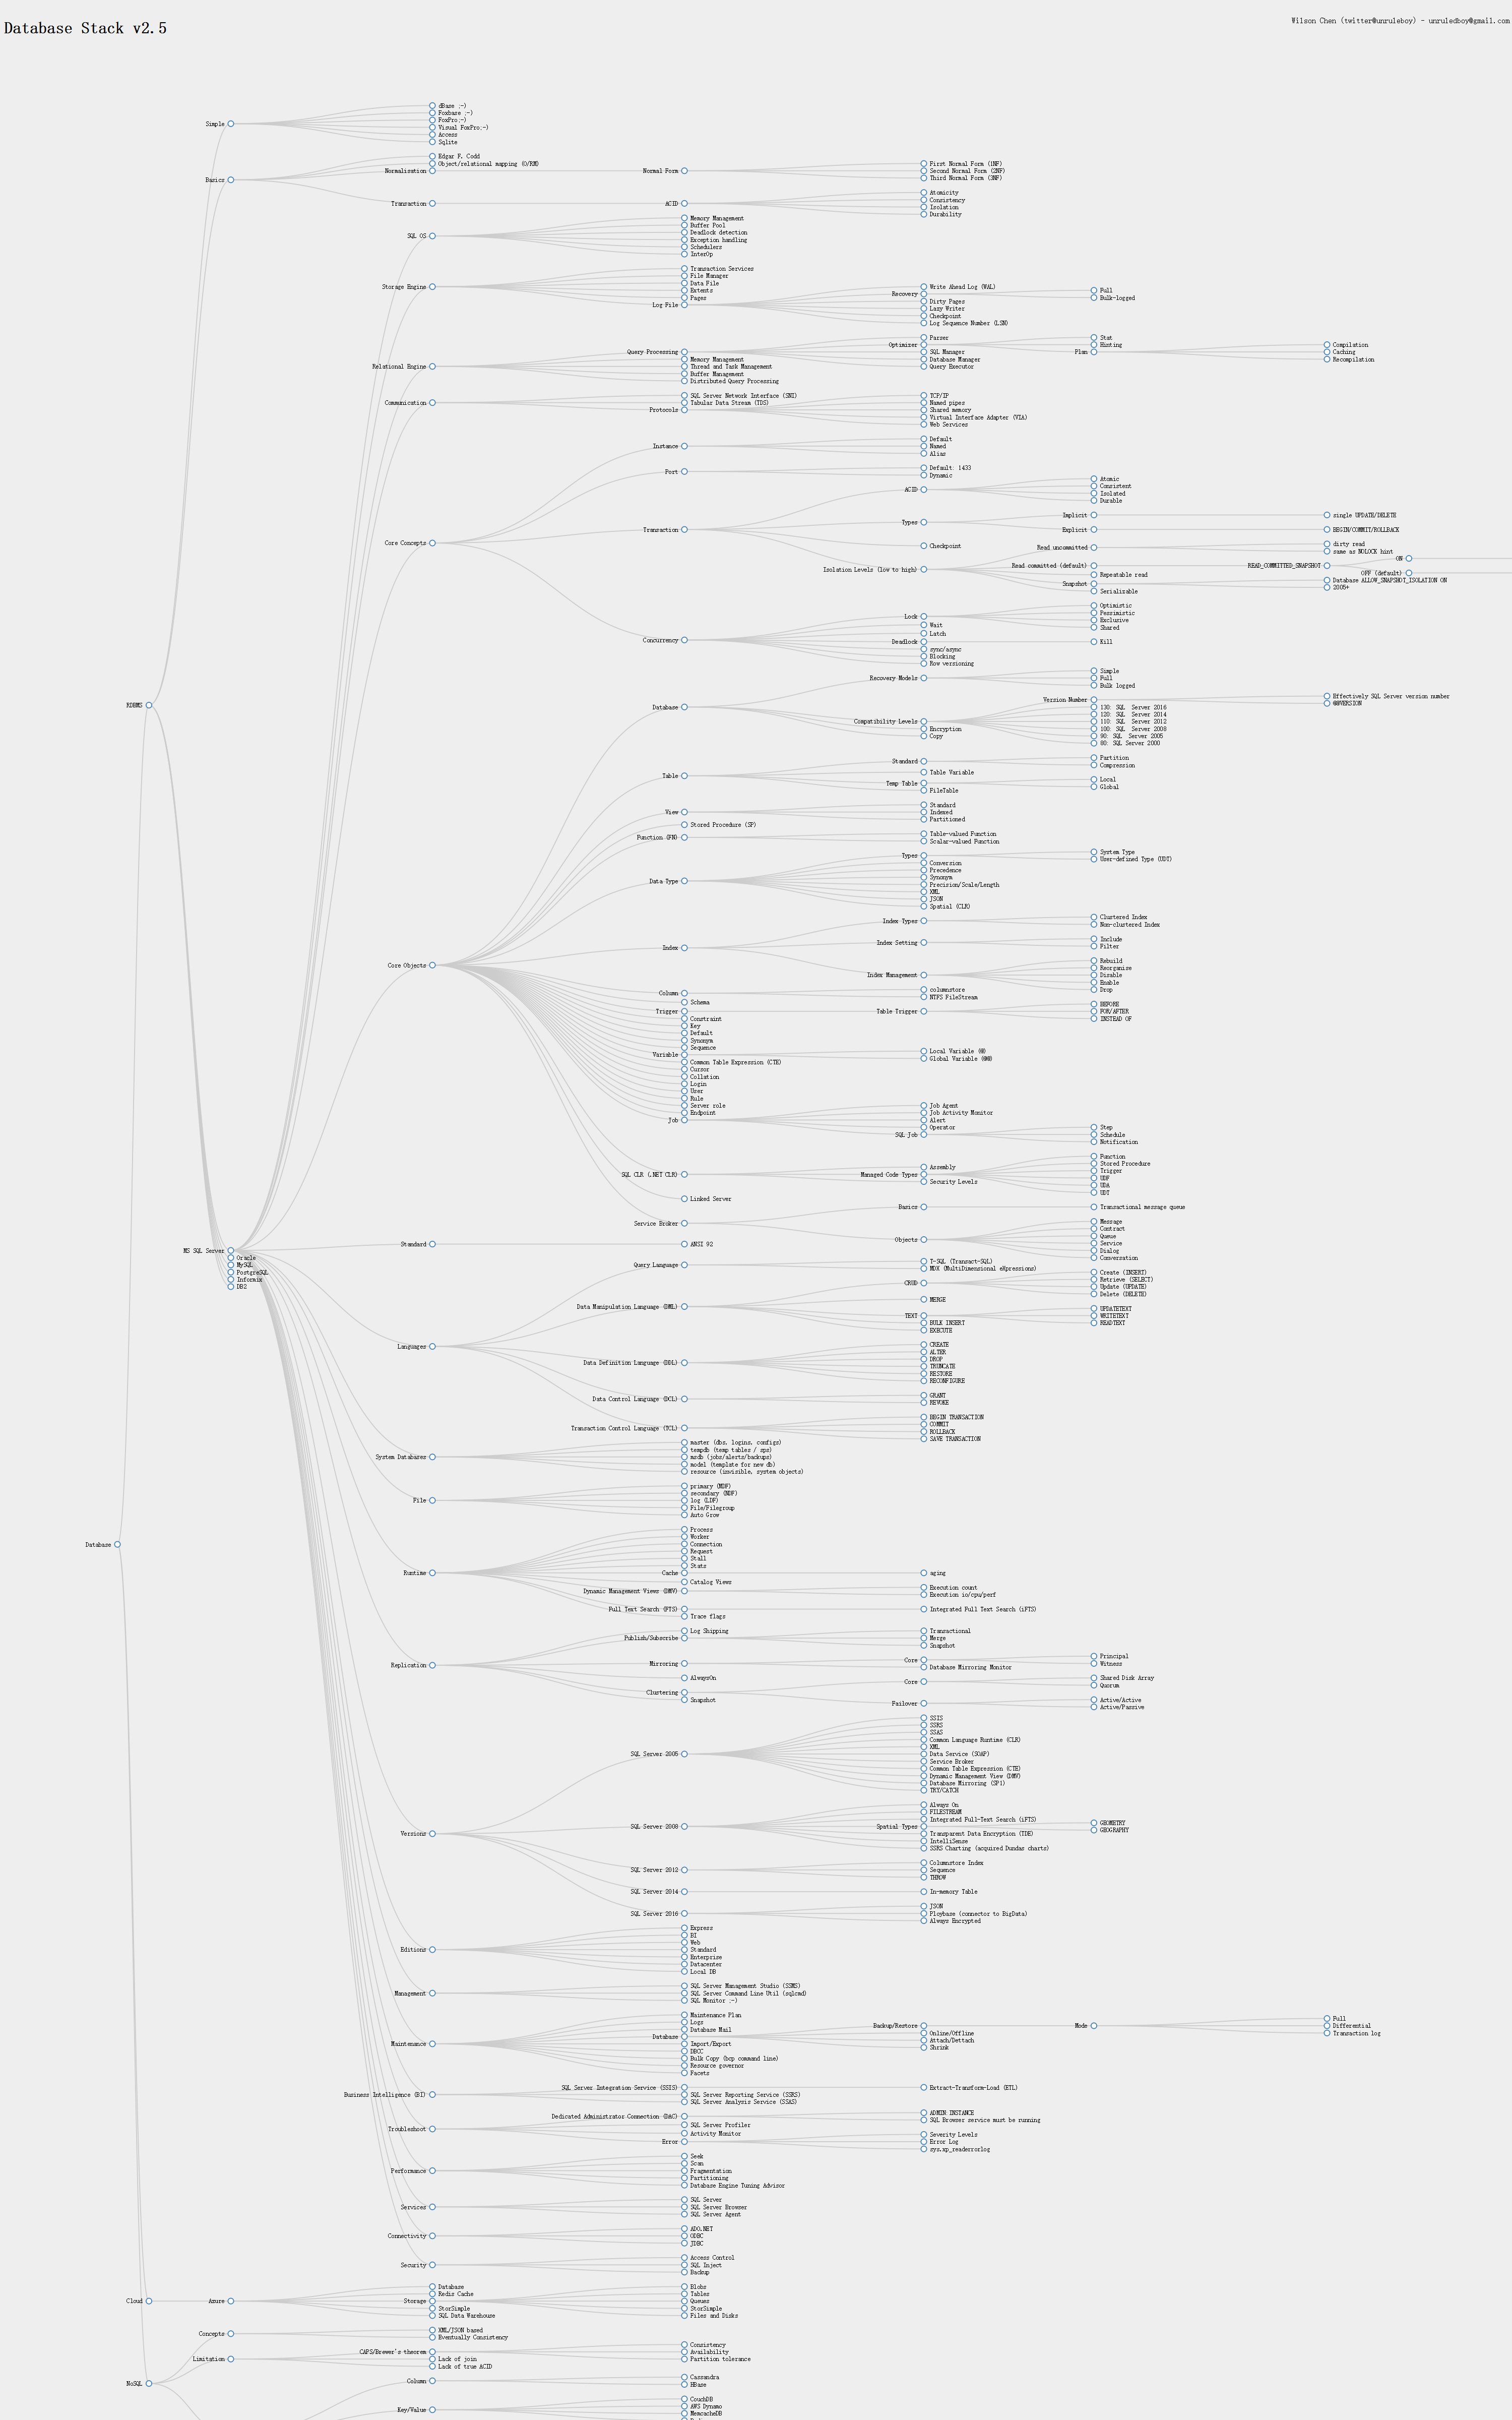 Wilson Chen (twitter@unruleboy) - unruledboy@gmail.com
Database Stack v2.5
dBase ;-)
Foxbase ;-)
FoxPro;-)
Simple
Visual FoxPro;-)
Access
Sqlite
Edgar F. Codd
Object/relational mapping (O/RM)
First Normal Form (1NF)
Normalisation
Normal Form
Second Normal Form (2NF)
Third Normal Form (3NF)
Basics
Atomicity
Consistency
Transaction
ACID
Isolation
Durability
Memory Management
Buffer Pool
Deadlock detection
SQL OS
Exception handling
Schedulers
InterOp
Transaction Services
File Manager
Data File
Storage Engine
Extents
Pages
Log File
Write Ahead Log (WAL)
Recovery
Full
Bulk-logged
Dirty Pages
Lazy Writer
Checkpoint
Log Sequence Number (LSN)
Parser
Stat
Optimizer
Hinting
Compilation
Query Processing
SQL Manager
Plan
Caching
Memory Management
Database Manager
Recompilation
Relational Engine
Thread and Task Management
Query Executor
Buffer Management
Distributed Query Processing
SQL Server Network Interface (SNI)
TCP/IP
Communication
Tabular Data Stream (TDS)
Named pipes
Protocols
Shared memory
Virtual Interface Adapter (VIA)
Web Services
Instance
Default
Named
Alias
Port
Default: 1433
Dynamic
ACID
Atomic
Consistent
Isolated
Durable
Core Concepts
Transaction
Types
Implicit
single UPDATE/DELETE
Explicit
BEGIN/COMMIT/ROLLBACK
Checkpoint
Read uncommitted
dirty read
same as NOLOCK hint
Isolation Levels (low to high)
Read committed (default)
READ_COMMITTED_SNAPSHOT
ON
OFF (default)
Repeatable read
Snapshot
Database ALLOW_SNAPSHOT_ISOLATION ON
2005+
Serializable
Concurrency
Lock
Optimistic
Pessimistic
Exclusive
Shared
Wait
Latch
Deadlock
Kill
sync/async
Blocking
Row versioning
RDBMS
Database
Recovery Models
Simple
Full
Bulk logged
Compatibility Levels
Version Number
Effectively SQL Server version number
@@VERSION
130: SQL  Server 2016
120: SQL  Server 2014
110: SQL  Server 2012
100: SQL  Server 2008
90: SQL  Server 2005
80: SQL Server 2000
Encryption
Copy
Table
Standard
Partition
Compression
Table Variable
Temp Table
Local
Global
FileTable
View
Standard
Indexed
Partitioned
Stored Procedure (SP)
Function (FN)
Table-valued Function
Scalar-valued Function
Data Type
Types
System Type
User-defined Type (UDT)
Conversion
Precedence
Synonym
Precision/Scale/Length
XML
JSON
Spatial (CLR)
Core Objects
Index
Index Types
Clustered Index
Non-clustered Index
Index Setting
Include
Filter
Index Management
Rebuild
Reorganise
Disable
Enable
Drop
Column
columnstore
NTFS FileStream
Schema
Trigger
Table Trigger
BEFORE
FOR/AFTER
INSTEAD OF
Constraint
Key
Default
Synonym
Sequence
Variable
Local Variable (@)
Global Variable (@@)
Common Table Expression (CTE)
Cursor
Collation
Login
User
Rule
Server role
Endpoint
Job
Job Agent
Job Activity Monitor
Alert
Operator
SQL Job
Step
Schedule
Notification
SQL CLR (.NET CLR)
Assembly
Managed Code Types
Function
Stored Procedure
Trigger
UDF
UDA
UDT
Security Levels
Linked Server
Service Broker
Basics
Transactional message queue
Objects
Message
Contract
Queue
Service
Dialog
Conversation
MS SQL Server
Oracle
MySQL
PostgreSQL
Informix
DB2
Standard
ANSI 92
Languages
Query Language
T-SQL (Transact-SQL)
MDX (MultiDimensional eXpressions)
Data Manipulation Language (DML)
CRUD
Create (INSERT)
Retrieve (SELECT)
Update (UPDATE)
Delete (DELETE)
MERGE
TEXT
UPDATETEXT
WRITETEXT
READTEXT
BULK INSERT
EXECUTE
Data Definition Language (DDL)
CREATE
ALTER
DROP
TRUNCATE
RESTORE
RECONFIGURE
Data Control Language (DCL)
GRANT
REVOKE
Transaction Control Language (TCL)
BEGIN TRANSACTION
COMMIT
ROLLBACK
SAVE TRANSACTION
System Databases
master (dbs, logins, configs)
tempdb (temp tables / sps)
msdb (jobs/alerts/backups)
model (template for new db)
resource (invisible, system objects)
File
primary (MDF)
secondary (NDF)
log (LDF)
File/Filegroup
Auto Grow
Database
Runtime
Process
Worker
Connection
Request
Stall
Stats
Cache
aging
Catalog Views
Dynamic Management Views (DMV)
Execution count
Execution io/cpu/perf
Full Text Search (FTS)
Integrated Full Text Search (iFTS)
Trace flags
Replication
Log Shipping
Publish/Subscribe
Transactional
Merge
Snapshot
Mirroring
Core
Principal
Witness
Database Mirroring Monitor
AlwaysOn
Clustering
Core
Shared Disk Array
Quorum
Failover
Active/Active
Active/Passive
Snapshot
Versions
SQL Server 2005
SSIS
SSRS
SSAS
Common Language Runtime (CLR)
XML
Data Service (SOAP)
Service Broker
Common Table Expression (CTE)
Dynamic Management View (DMV)
Database Mirroring (SP1)
TRY/CATCH
SQL Server 2008
Always On
FILESTREAM
Integrated Full-Text Search (iFTS)
Spatial Types
GEOMETRY
GEOGRAPHY
Transparent Data Encryption (TDE)
IntelliSense
SSRS Charting (acquired Dundas charts)
SQL Server 2012
Columnstore Index
Sequence
THROW
SQL Server 2014
In-memory Table
SQL Server 2016
JSON
Ploybase (connector to BigData)
Always Encrypted
Editions
Express
BI
Web
Standard
Enterprise
Datacenter
Local DB
Management
SQL Server Management Studio (SSMS)
SQL Server Command Line Util (sqlcmd)
SQL Monitor ;-)
Maintenance
Maintenance Plan
Logs
Database Mail
Database
Backup/Restore
Mode
Full
Differential
Transaction log
Online/Offline
Attach/Dettach
Shrink
Import/Export
DBCC
Bulk Copy (bcp command line)
Resource governor
Facets
Business Intelligence (BI)
SQL Server Integration Service (SSIS)
Extract-Transform-Load (ETL)
SQL Server Reporting Service (SSRS)
SQL Server Analysis Service (SSAS)
Troubleshoot
Dedicated Administrator Connection (DAC)
ADMIN:INSTANCE
SQL Browser service must be running
SQL Server Profiler
Activity Monitor
Error
Severity Levels
Error Log
sys.xp_readerrorlog
Performance
Seek
Scan
Fragmentation
Partitioning
Database Engine Tuning Advisor
Services
SQL Server
SQL Server Browser
SQL Server Agent
Connectivity
ADO.NET
ODBC
JDBC
Security
Access Control
SQL Inject
Backup
Cloud
Azure
Database
Redis Cache
Storage
Blobs
Tables
Queues
StorSimple
Files and Disks
StorSimple
SQL Data Warehouse
NoSQL
Concepts
XML/JSON based
Eventually Consistency
Limitation
CAPS/Brewer's theorem
Consistency
Availability
Partition tolerance
Lack of join
Lack of true ACID
Column
Cassandra
HBase
Key/Value
CouchDB
AWS Dynamo
MemcacheDB